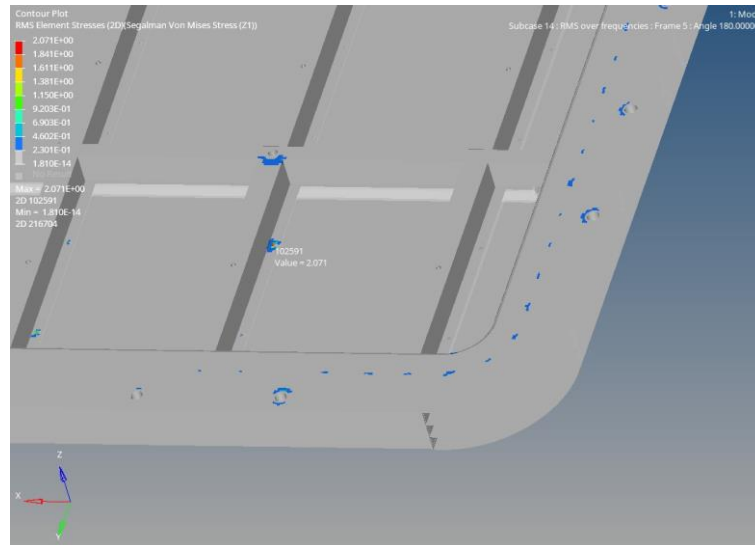 Contour Plot
RMS Element Stresses (2D)(Segalman Von Mises Stress (Z1))
2.071E+00
1.841E+00
1.611E+00
1.381E+00
1.150E+00
9.203E-01
6.903E-01
4.602E-01
2.301E-01
1.810E-14
No Result
Max = 2.071E+00
2D 102591
Min = 1.810E-14
2D 216704
1: Mod
Subcase 14 : RMS over frequencies : Frame 5 : Angle 180.00000
102591
Value = 2.071
Z
X
Y